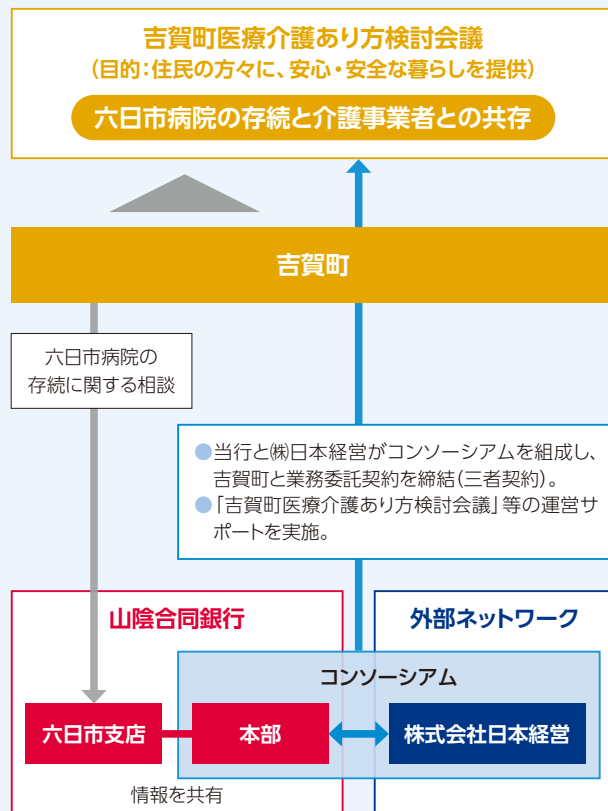 吉賀町医療介護あり方検討会議
（目的：住民の方々に、安心・安全な暮らしを提供）
六日市病院の存続と介護事業者との共存
吉賀町
六日市病院の
存続に関する相談
●当行と㈱日本経営がコンソーシアムを組成し、
吉賀町と業務委託契約を締結（三者契約）。
●「吉賀町医療介護あり方検討会議」等の運営サ
ポートを実施。
山陰合同銀行
外部ネットワーク
コンソーシアム
六日市支店
本部
株式会社日本経営
情報を共有